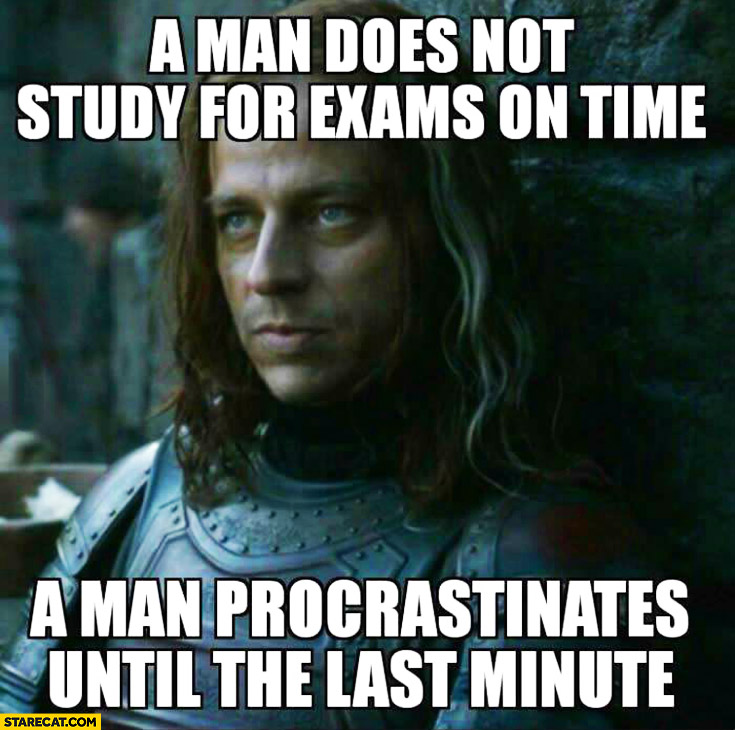 A MAN DOES NOT
STUDY FOR EXAMS ON TIME
A MAN PROCRASTINATES
UNTIL THE LAST MINUTE
STARECAT.COM